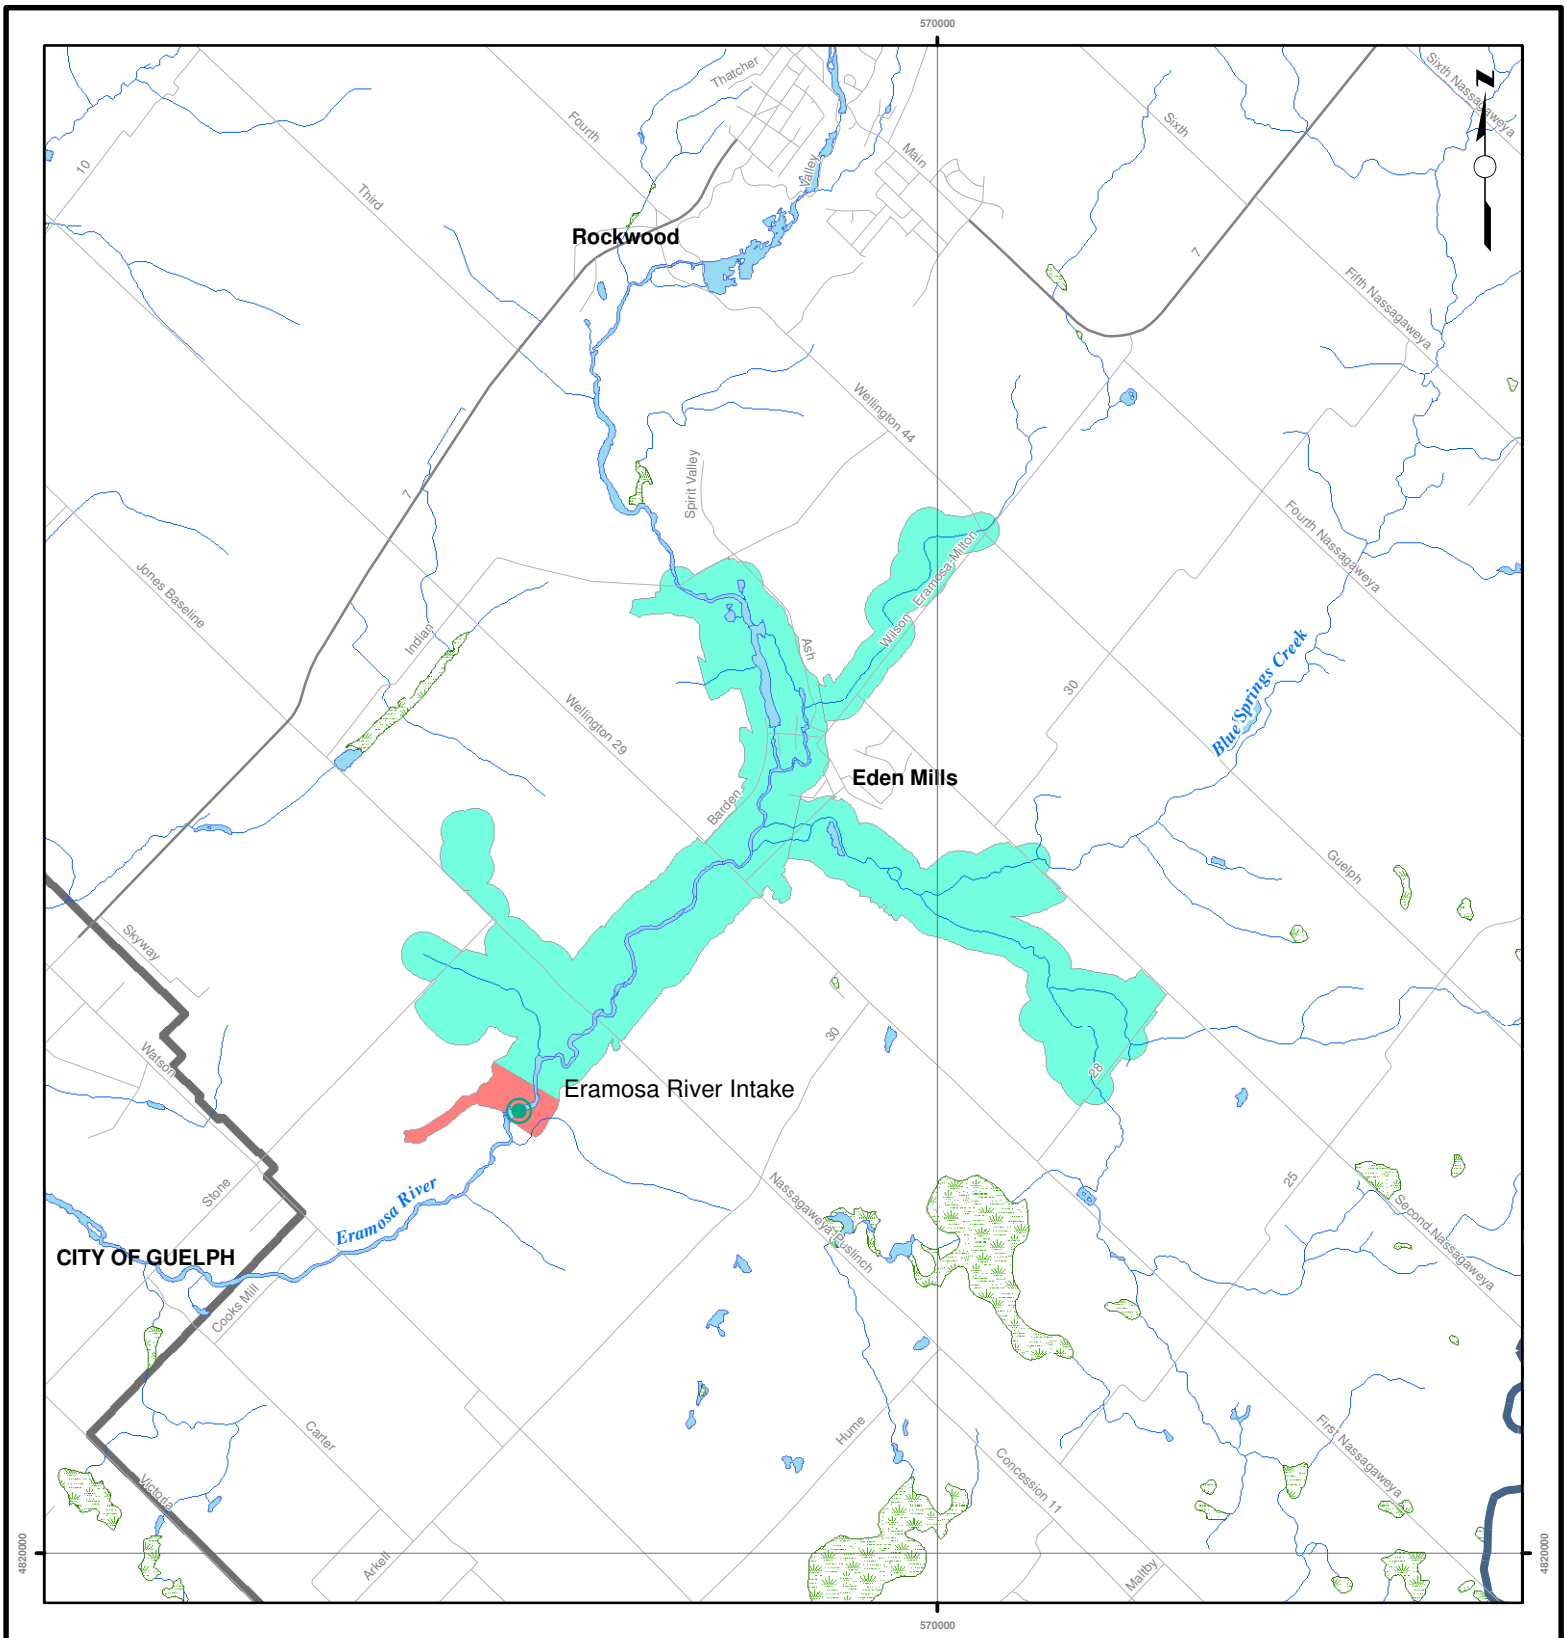 570000
Thatcher
Sixth Nassagaweya
Fourth
Sixth
N
10
Main
Valley
Third
Rockwood
7
Fifth Nassagaweya
Wellington 44
Spirit Valley
7
Fourth Nassagaweya
Jones Baseline
Eramosa-Milton
Wilson
Indian
Ash
Blue Springs Creek
30
Wellington 29
Eden Mills
Barden
Guelph
Skyway
30
Watson
28
Eramosa River Intake
Stone
Eramosa River
25
Nassagaweya-Puslinch
Second Nassagaweya
CITY OF GUELPH
Cooks Mill
Carter
Hume
First Nassagaweya
Concession 11
Victoria
4820000
4820000
Arkell
Maltby
570000